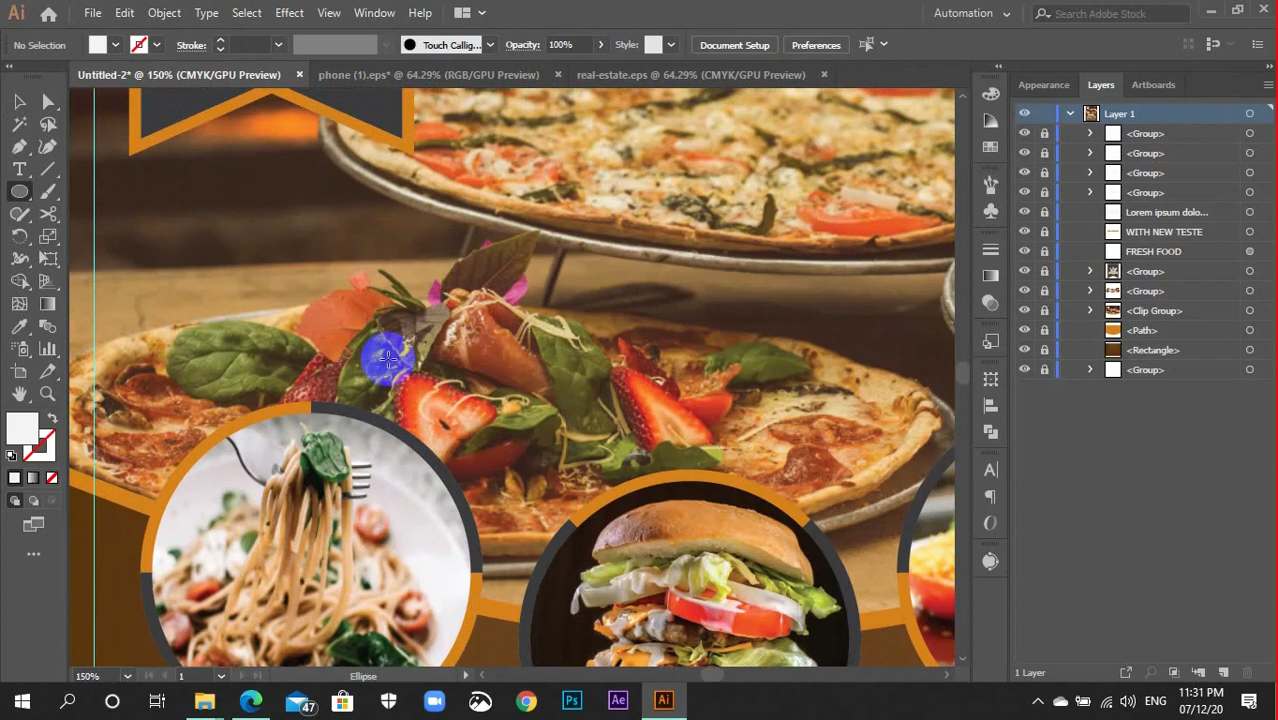 Ai
File Edit Object Type Select Effect View Window Help
Automation
Search Adobe Stock
No Selection
Stroke:
Touch Callig...
Opacity: 100%
Style:
Document Setup
Preferences
Untitled-2* @ 150% (CMYK/GPU Preview)
phone (1).eps* @ 64.29% (RGB/GPU Preview)
real-estate.eps @ 64.29% (CMYK/GPU Preview)
Appearance
Layers
Artboards
Layer 1
<Group>
<Group>
<Group>
<Group>
Lorem ipsum dolo...
WITH NEW TESTE
FRESH FOOD
<Group>
<Group>
<Clip Group>
<Path>
<Rectangle>
<Group>
150%
1
Ellipse
1 Layer
47
Ps
Ae
Ai
ENG
11:31 PM
07/12/20